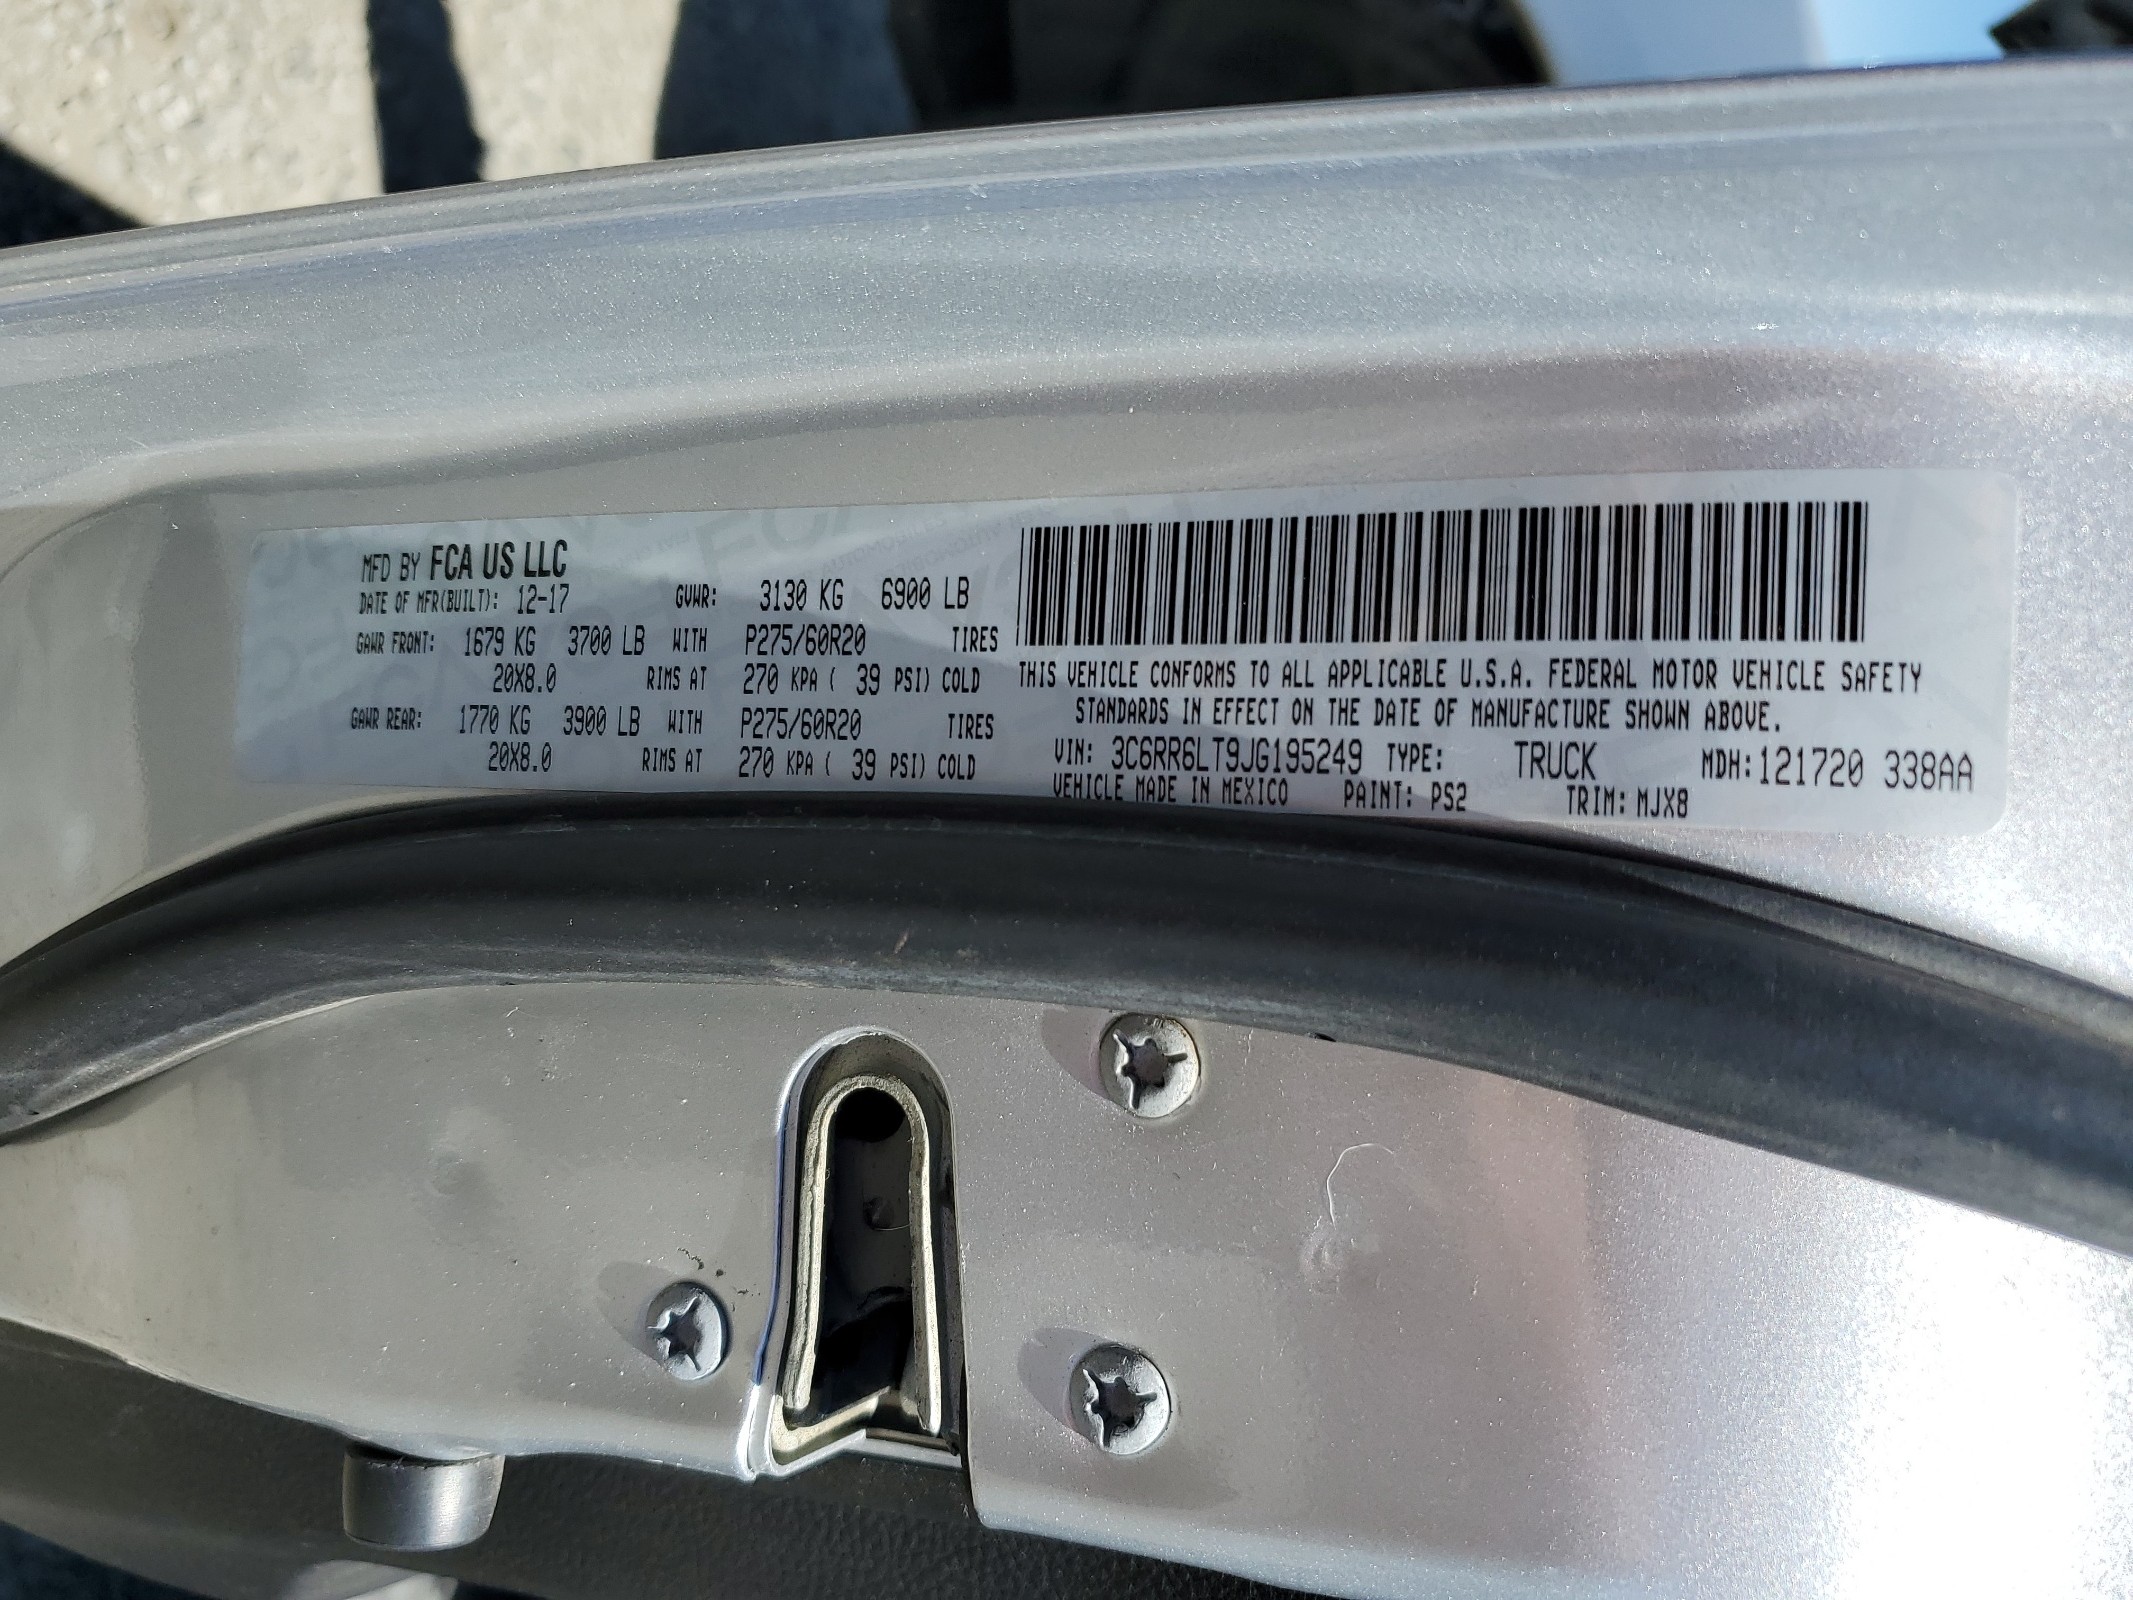 MFD BY FCA US LLC
DATE OF MFR(BUILT): 12-17 GVWR: 3130 KG 6900 LB
GAWR FRONT: 1679 KG 3700 LB WITH P275/60R20 TIRES
20X8.0 RIMS AT 270 KPA ( 39 PSI) COLD
GAWR REAR: 1770 KG 3900 LB WITH P275/60R20 TIRES
20X8.0 RIMS AT 270 KPA ( 39 PSI) COLD
THIS VEHICLE CONFORMS TO ALL APPLICABLE U.S.A. FEDERAL MOTOR VEHICLE SAFETY
STANDARDS IN EFFECT ON THE DATE OF MANUFACTURE SHOWN ABOVE.
VIN: 3C6RR6LT9JG195249 TYPE: TRUCK MDH: 121720 338AA
VEHICLE MADE IN MEXICO PAINT: PS2 TRIM: MJX8